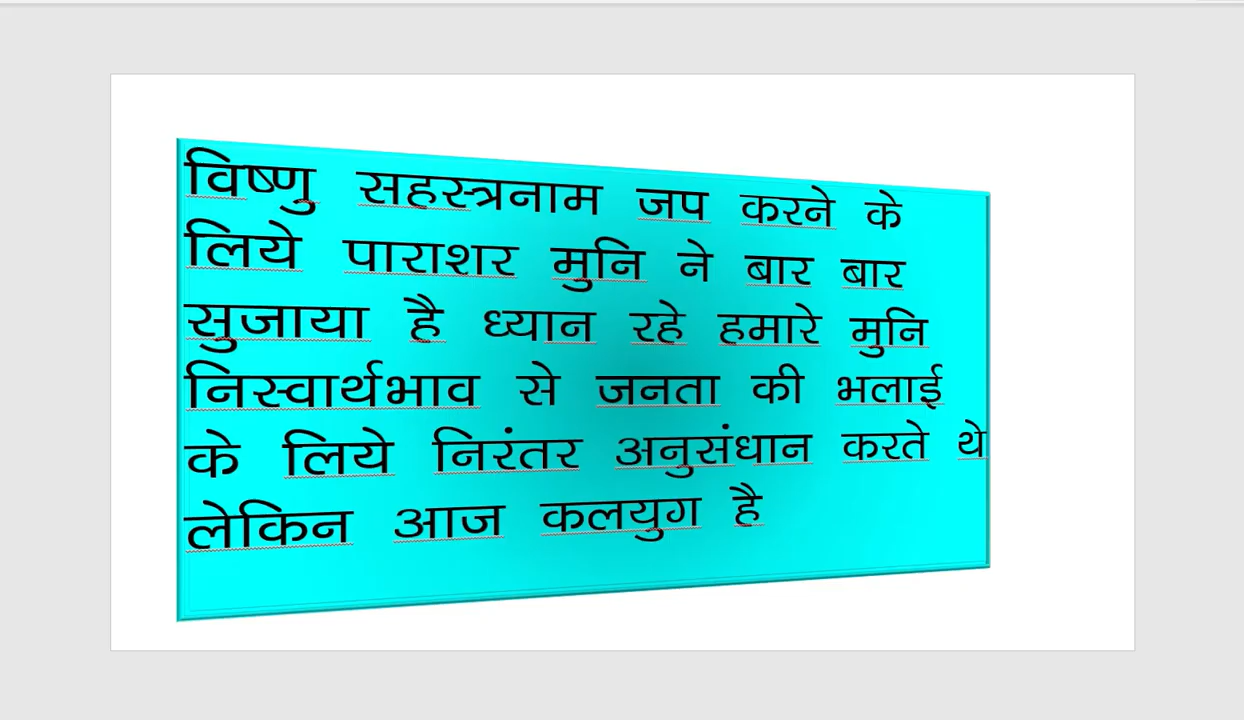 विष्णु सहस्त्रनाम जप करने के
लिये पाराशर मुनि ने बार बार
सुजाया है ध्यान रहे हमारे मुनि
निस्वार्थभाव से जनता की भलाई
के लिये निरंतर अनुसंधान करते थे
लेकिन आज कलयुग है